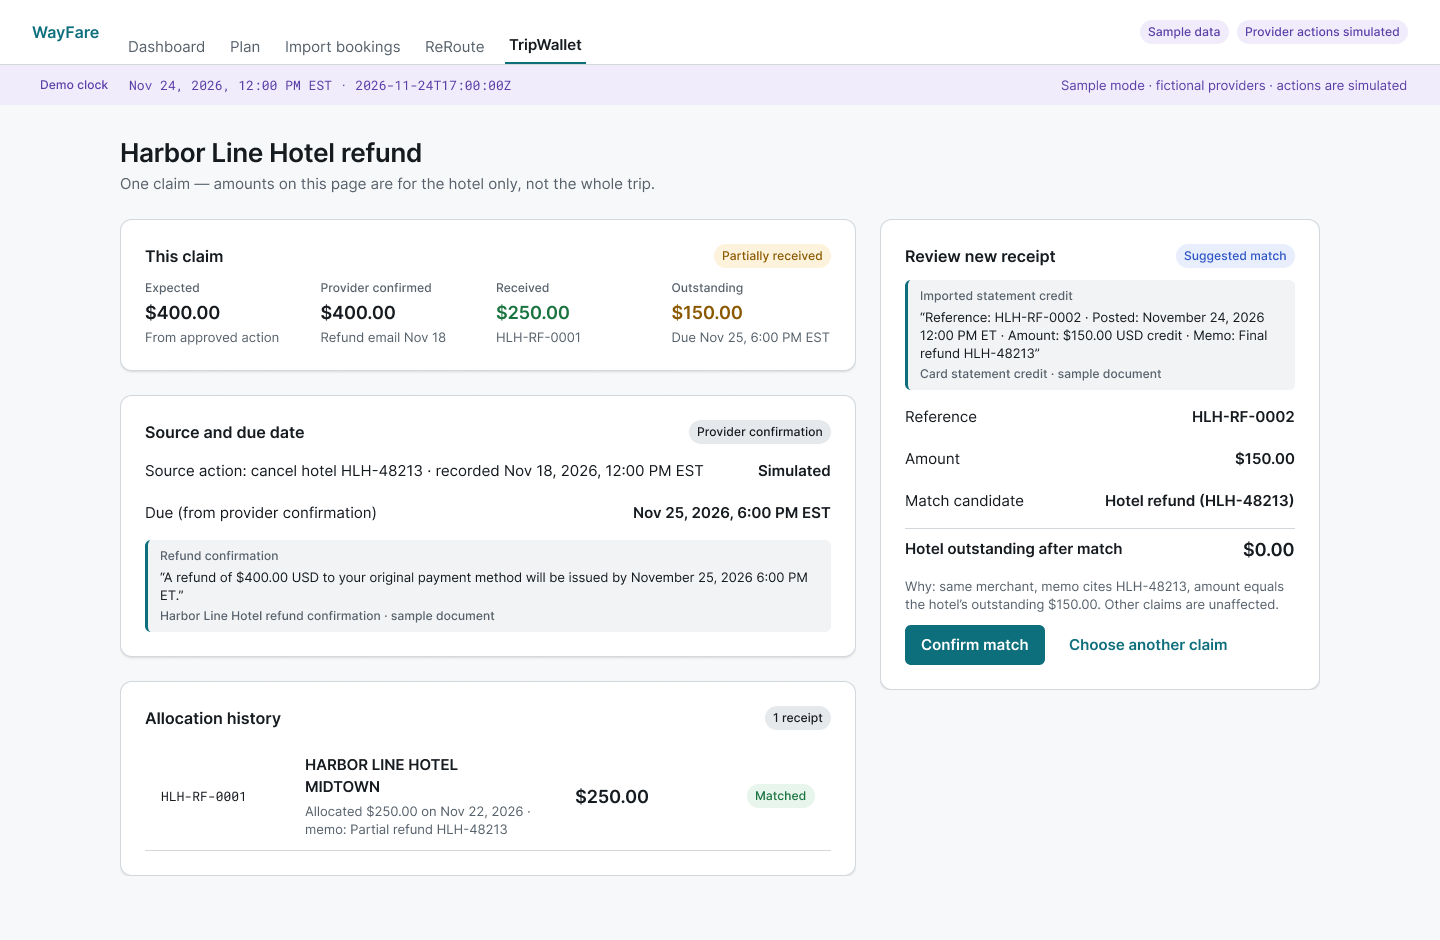 WayFare
Dashboard
Plan
Import bookings
ReRoute
TripWallet
Sample data
Provider actions simulated
Demo clock
Nov 24, 2026, 12:00 PM EST · 2026-11-24T17:00:00Z
Sample mode · fictional providers · actions are simulated
Harbor Line Hotel refund
One claim — amounts on this page are for the hotel only, not the whole trip.
This claim
Partially received
Expected
$400.00
From approved action
Provider confirmed
$400.00
Refund email Nov 18
Received
$250.00
HLH-RF-0001
Outstanding
$150.00
Due Nov 25, 6:00 PM EST
Source and due date
Provider confirmation
Source action: cancel hotel HLH-48213 · recorded Nov 18, 2026, 12:00 PM EST
Simulated
Due (from provider confirmation)
Nov 25, 2026, 6:00 PM EST
Refund confirmation
“A refund of $400.00 USD to your original payment method will be issued by November 25, 2026 6:00 PM
ET.”
Harbor Line Hotel refund confirmation · sample document
Allocation history
1 receipt
HLH-RF-0001
HARBOR LINE HOTEL
MIDTOWN
Allocated $250.00 on Nov 22, 2026 ·
memo: Partial refund HLH-48213
$250.00
Matched
Review new receipt
Suggested match
Imported statement credit
“Reference: HLH-RF-0002 · Posted: November 24, 2026
12:00 PM ET · Amount: $150.00 USD credit · Memo: Final
refund HLH-48213”
Card statement credit · sample document
Reference
HLH-RF-0002
Amount
$150.00
Match candidate
Hotel refund (HLH-48213)
Hotel outstanding after match
$0.00
Why: same merchant, memo cites HLH-48213, amount equals
the hotel’s outstanding $150.00. Other claims are unaffected.
Confirm match
Choose another claim